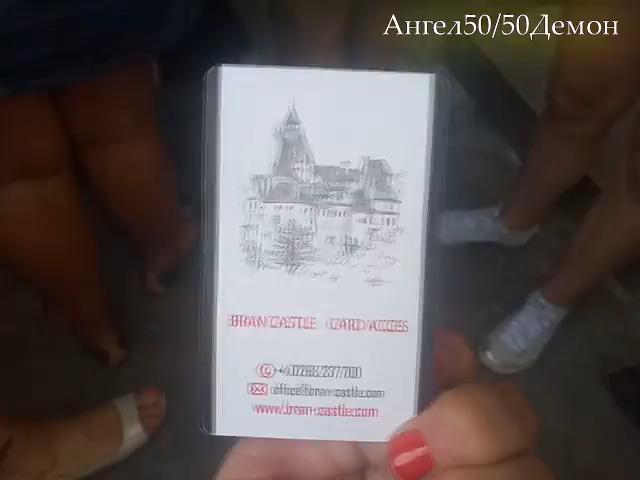 Ангел50/50Демон
BRAN CASTLE CARD ACCES
office@bran-castle.com
www.bran-castle.com